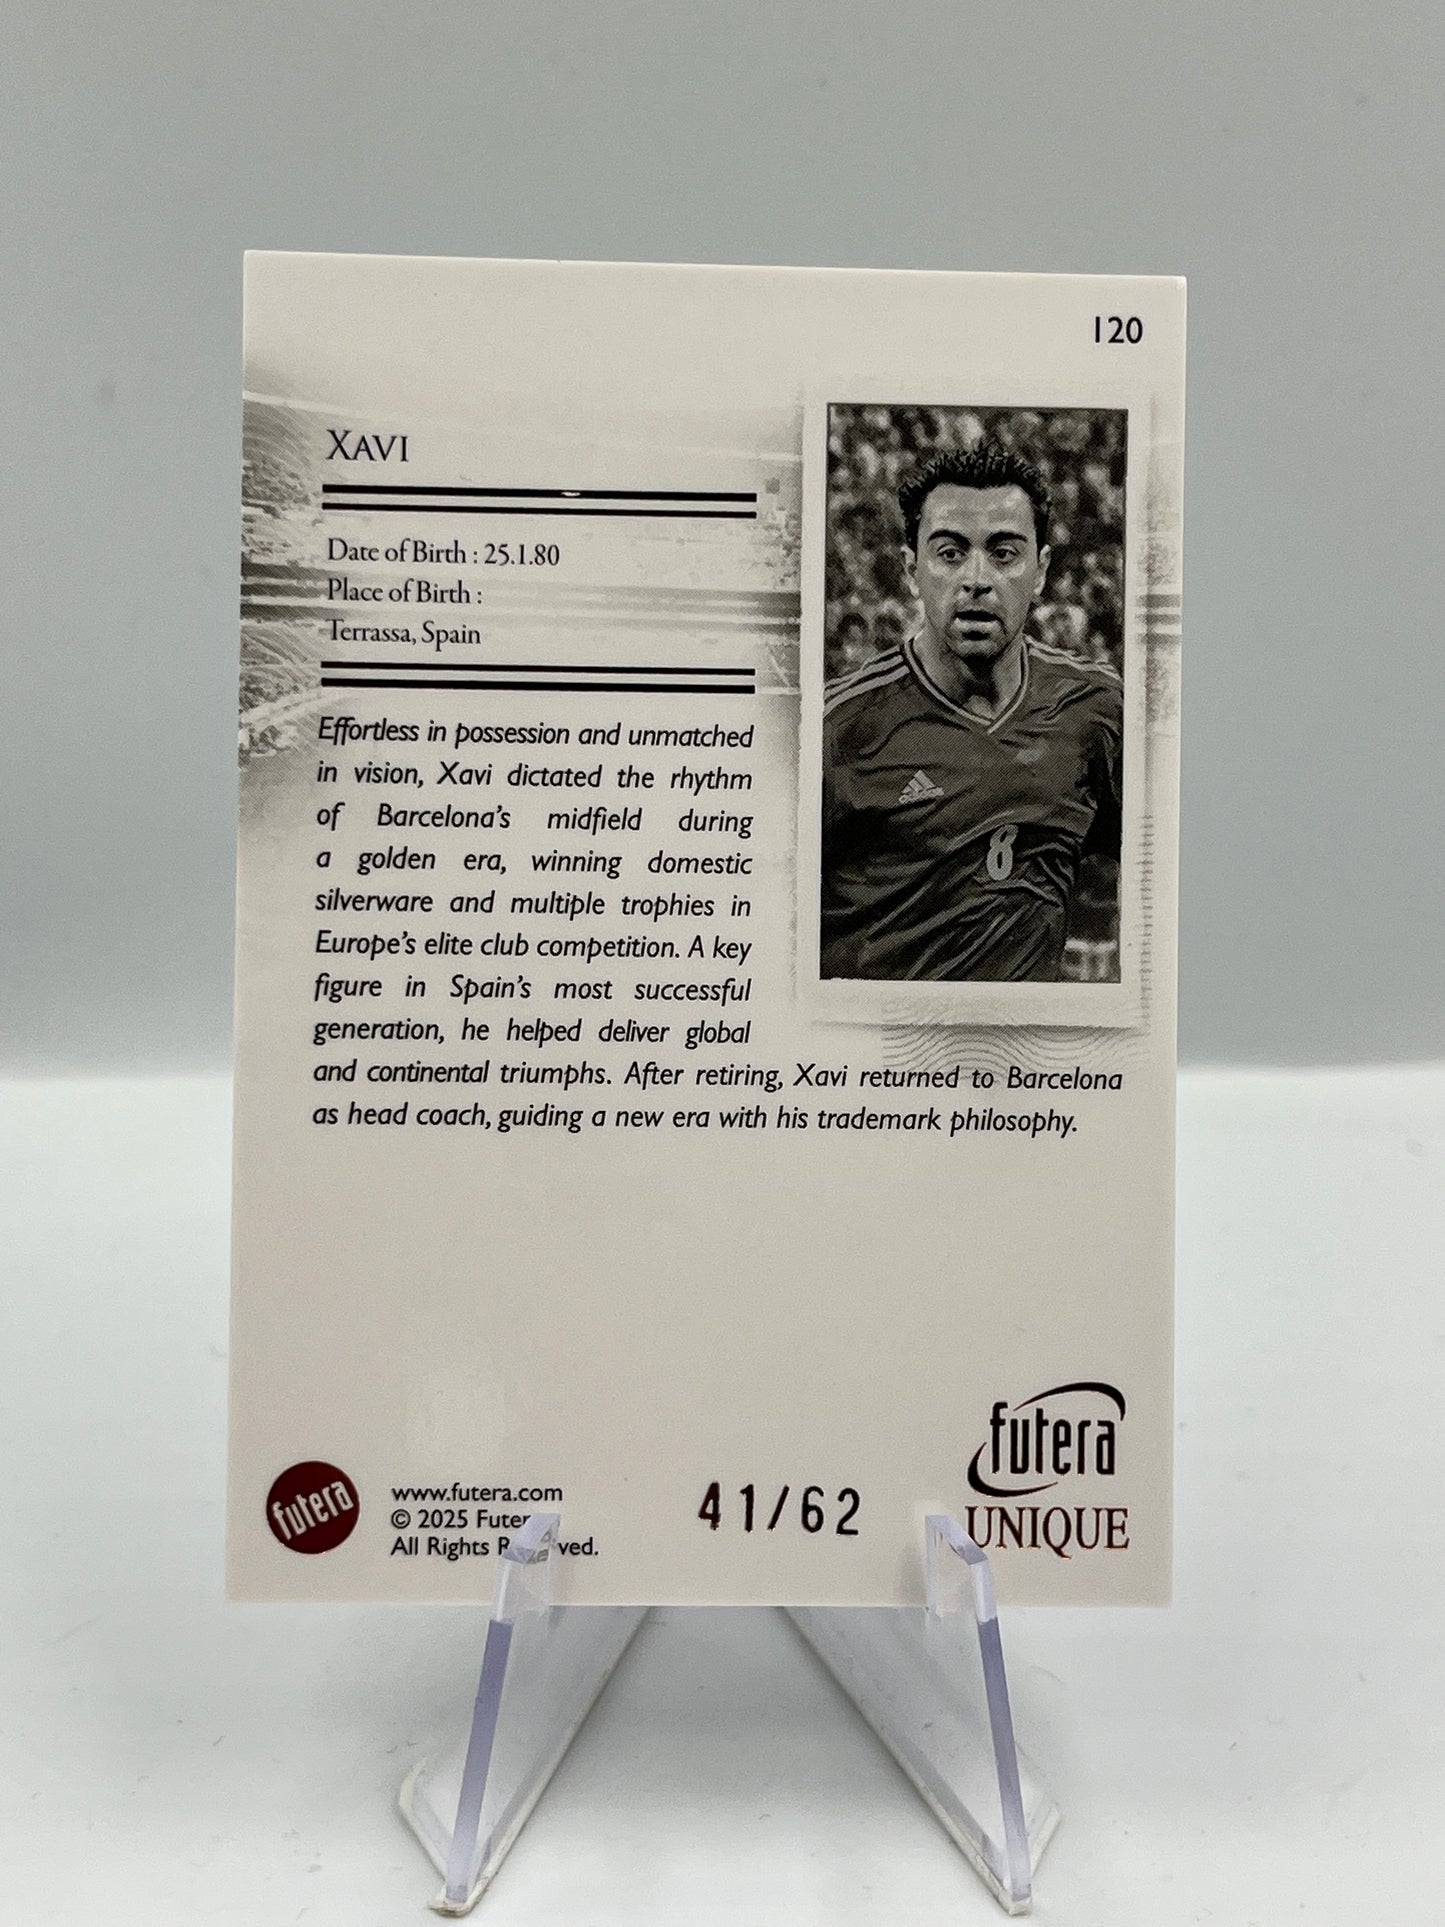 120
XAVI
Date of Birth : 25.1.80
Place of Birth :
Terrassa, Spain
Effortless in possession and unmatched
in vision, Xavi dictated the rhythm
of Barcelona's midfield during
a golden era, winning domestic
silverware and multiple trophies in
Europe's elite club competition. A key
figure in Spain's most successful
generation, he helped deliver global
and continental triumphs. After retiring, Xavi returned to Barcelona
as head coach, guiding a new era with his trademark philosophy.
8
futera
www.futera.com
© 2025
All Rights
41/62
futera
UNIQUE